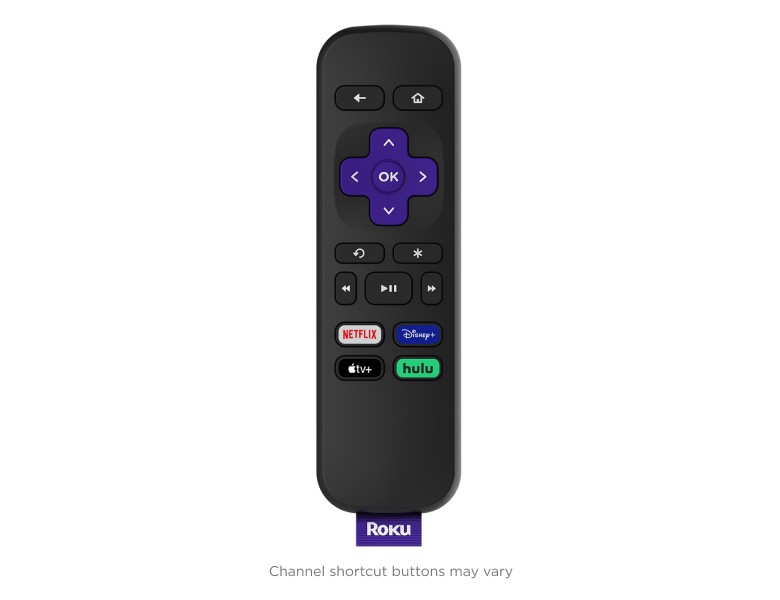 OK
NETFLIX
Disney+
tv+
hulu
Roku
Channel shortcut buttons may vary